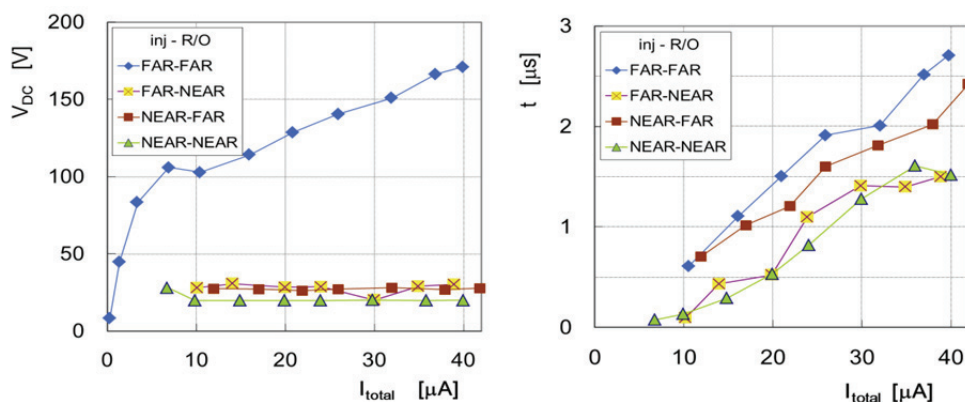 V_DC [V]
200
150
100
50
0
inj - R/O
FAR-FAR
FAR-NEAR
NEAR-FAR
NEAR-NEAR
0 10 20 30 40
I_total [μA]
t [μs]
3
2
1
0
inj - R/O
FAR-FAR
FAR-NEAR
NEAR-FAR
NEAR-NEAR
0 10 20 30 40
I_total [μA]